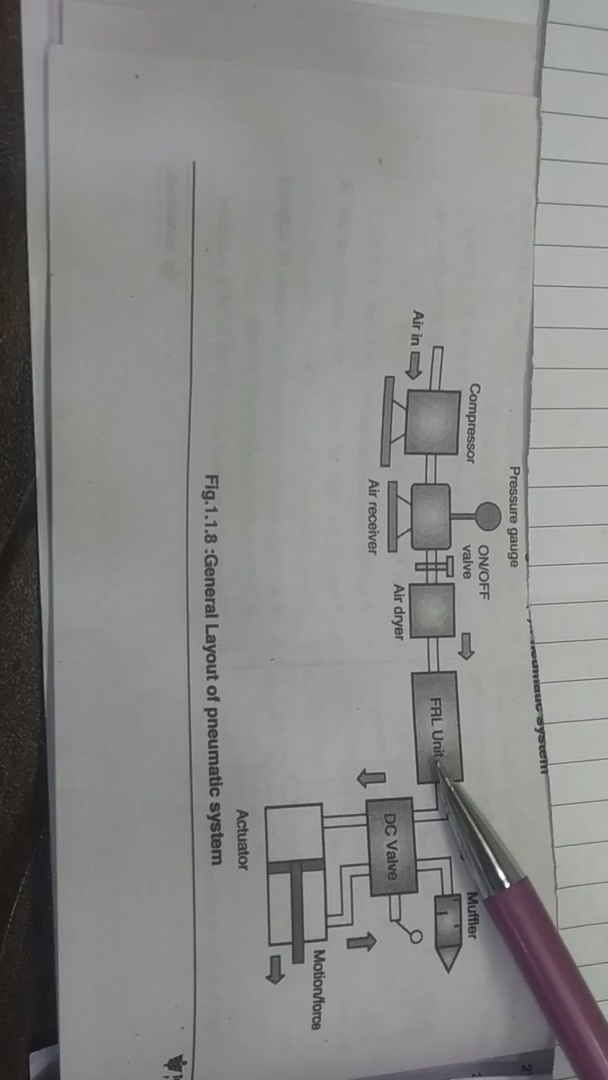 Pressure gauge
ON/OFF
valve
Compressor
Air in
Air receiver
Air dryer
FRL Unit
DC Valve
Muffler
Motion/force
Actuator
Fig.1.1.8 :General Layout of pneumatic system